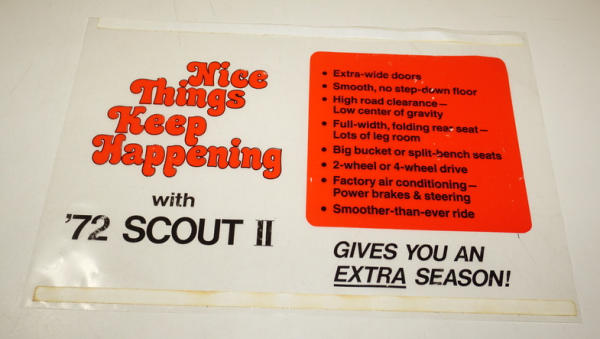 Nice
Things
Keep
Happening
with
'72 SCOUT II
• Extra-wide doors
• Smooth, no step-down floor
• High road clearance—
Low center of gravity
• Full-width, folding rear seat—
Lots of leg room
• Big bucket or split-bench seats
• 2-wheel or 4-wheel drive
• Factory air conditioning—
Power brakes & steering
• Smoother-than-ever ride
GIVES YOU AN
EXTRA SEASON!